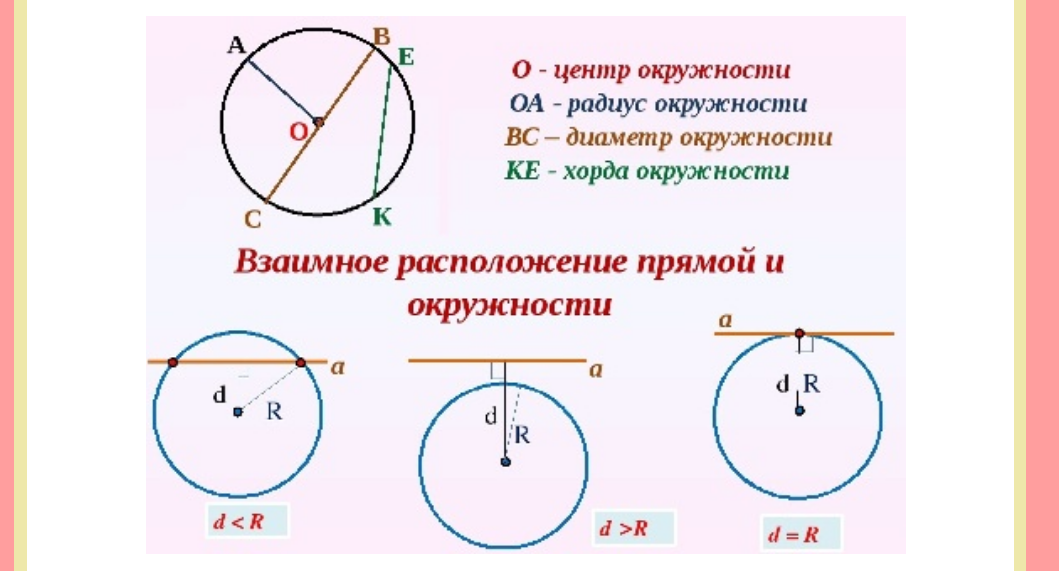 A
B
E
O
C
K
O - центр окружности
OA - радиус окружности
BC – диаметр окружности
KE - хорда окружности
Взаимное расположение прямой и
окружности
a
d
R
d < R
a
d
R
d >R
a
d R
d = R